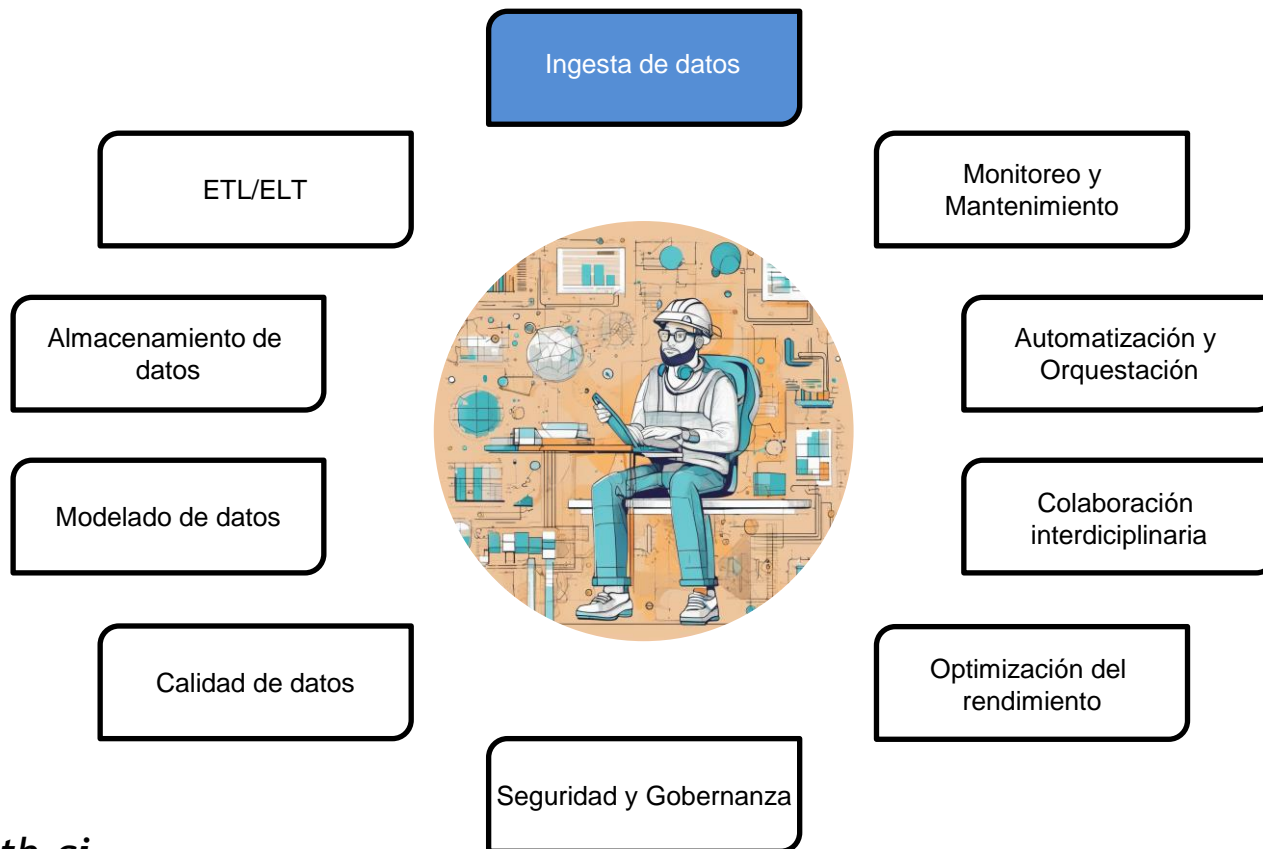 Ingesta de datos
ETL/ELT
Monitoreo y
Mantenimiento
Almacenamiento de
datos
Automatización y
Orquestación
Modelado de datos
Colaboración
interdiciplinaria
Calidad de datos
Optimización del
rendimiento
Seguridad y Gobernanza